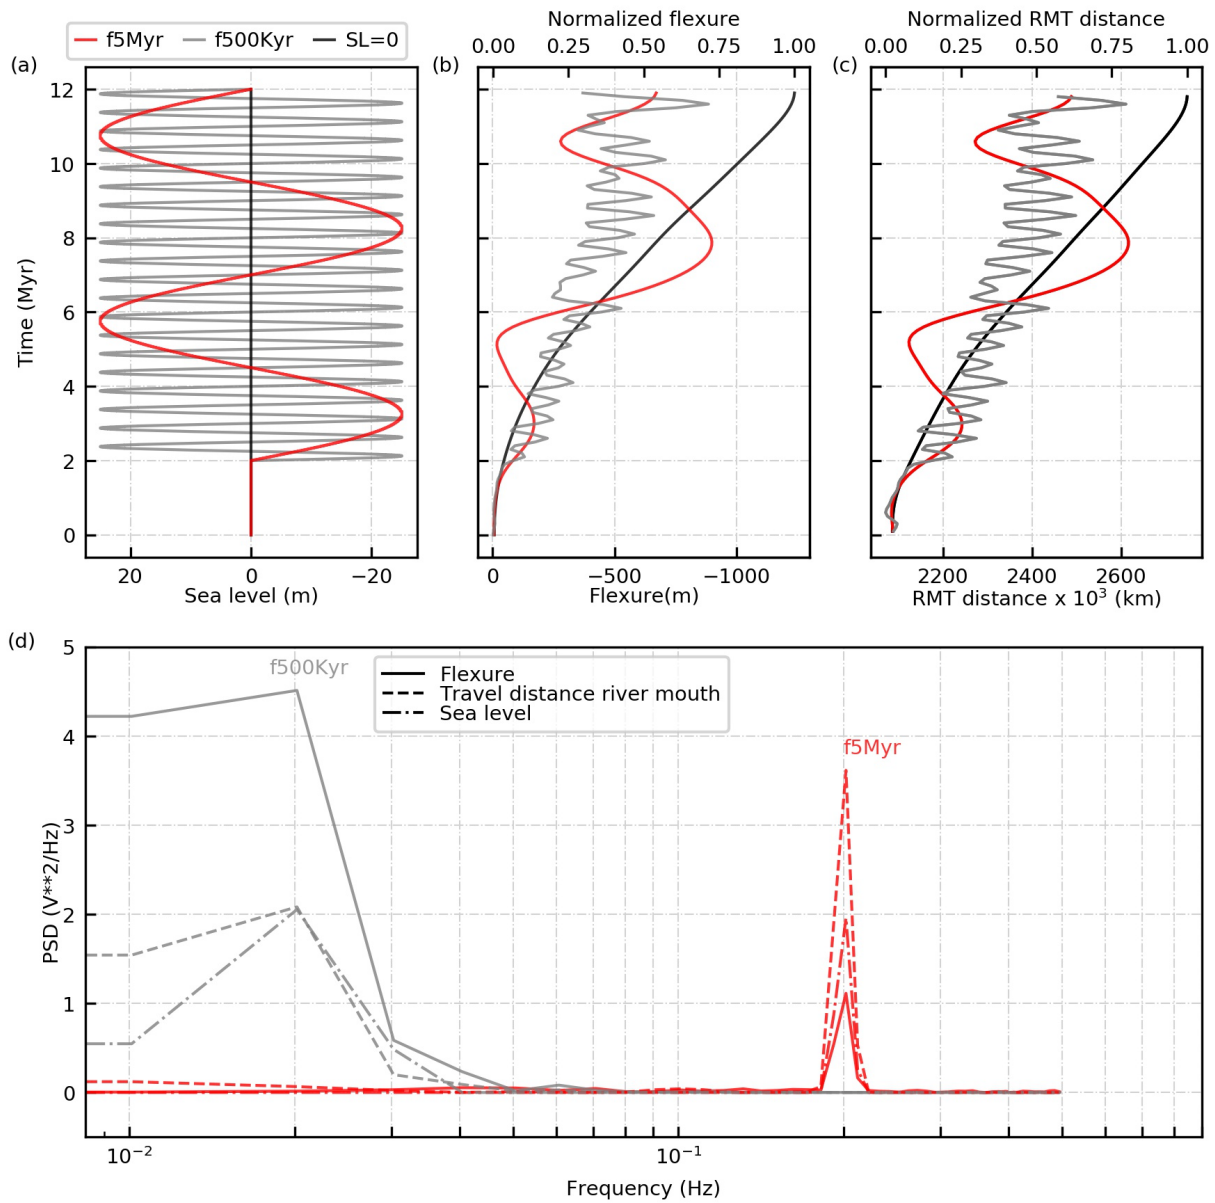 Normalized flexure
Normalized RMT distance
0.00 0.25 0.50 0.75 1.00
0.00 0.25 0.50 0.75 1.00
f5Myr f500Kyr SL=0
(a)
(b)
(c)
12
10
8
6
4
2
0
Time (Myr)
20 0 −20
Sea level (m)
0 −500 −1000
Flexure(m)
2200 2400 2600
RMT distance x 10³ (km)
(d)
5
4
3
2
1
0
PSD (V**2/Hz)
f500Kyr
Flexure
Travel distance river mouth
Sea level
f5Myr
10⁻² 10⁻¹
Frequency (Hz)